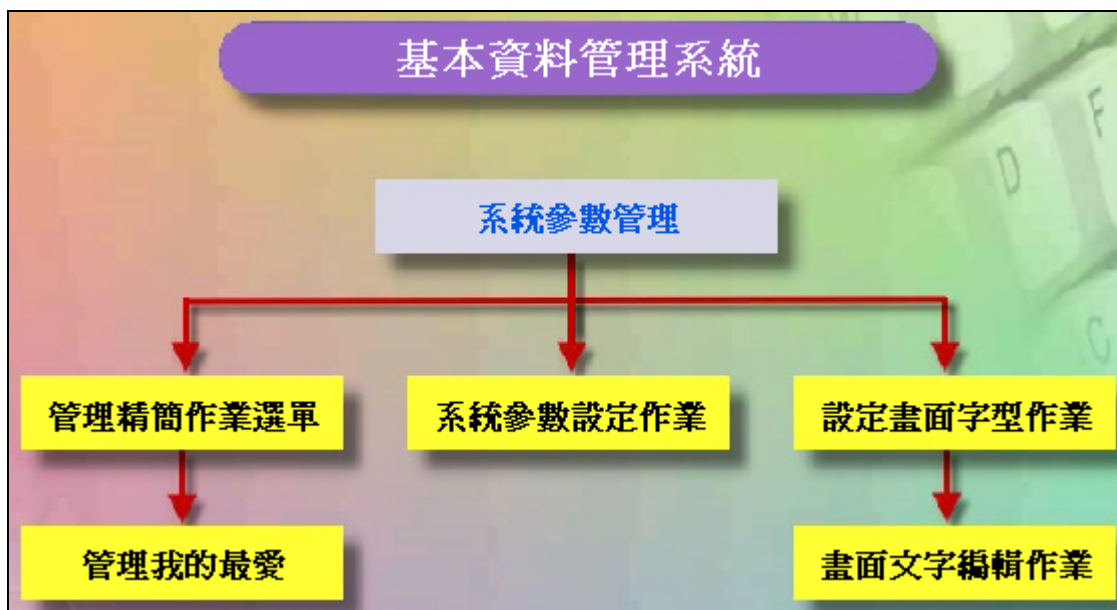 基本資料管理系統
系統參數管理
管理精簡作業選單
系統參數設定作業
設定畫面字型作業
管理我的最愛
畫面文字編輯作業
D
F
C